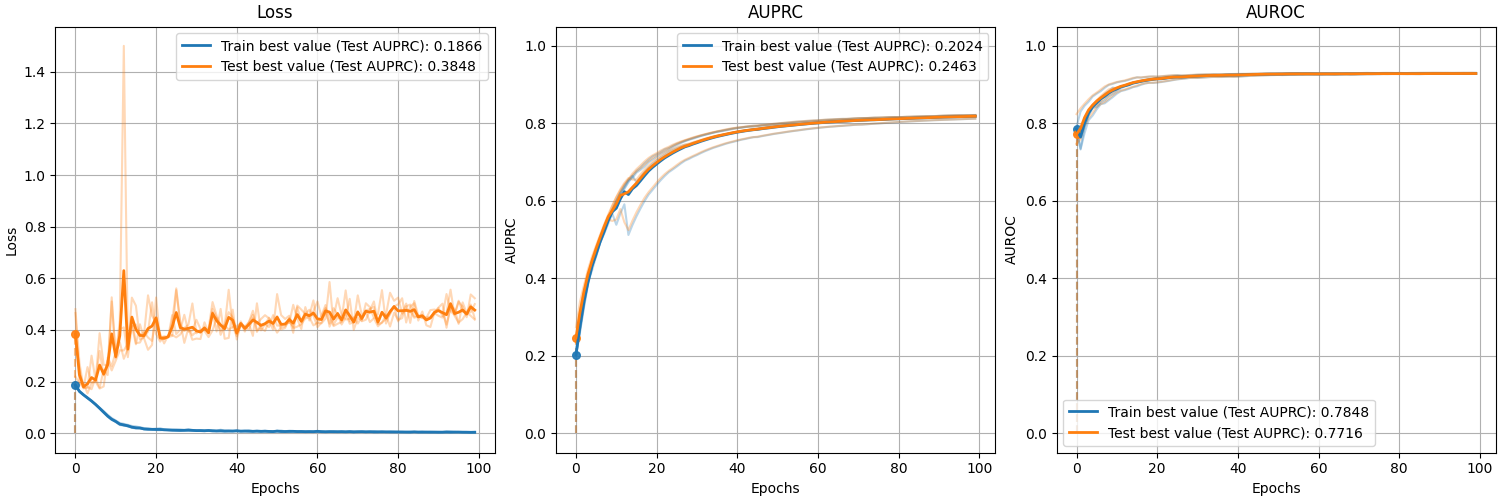 Loss
Train best value (Test AUPRC): 0.1866
Test best value (Test AUPRC): 0.3848
1.4
1.2
1.0
0.8
0.6
0.4
0.2
0.0
Loss
0 20 40 60 80 100
Epochs
AUPRC
Train best value (Test AUPRC): 0.2024
Test best value (Test AUPRC): 0.2463
1.0
0.8
0.6
0.4
0.2
0.0
AUPRC
0 20 40 60 80 100
Epochs
AUROC
1.0
0.8
0.6
0.4
0.2
0.0
AUROC
Train best value (Test AUPRC): 0.7848
Test best value (Test AUPRC): 0.7716
0 20 40 60 80 100
Epochs